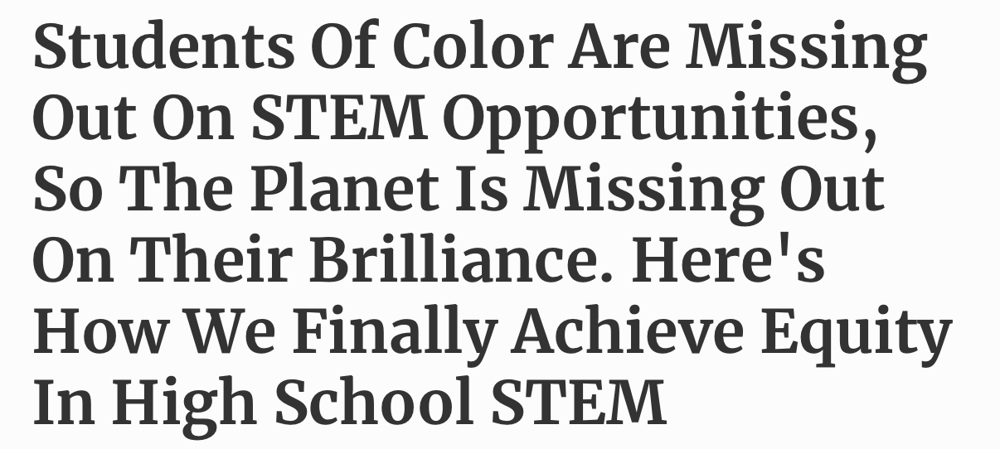 Students Of Color Are Missing
Out On STEM Opportunities,
So The Planet Is Missing Out
On Their Brilliance. Here's
How We Finally Achieve Equity
In High School STEM